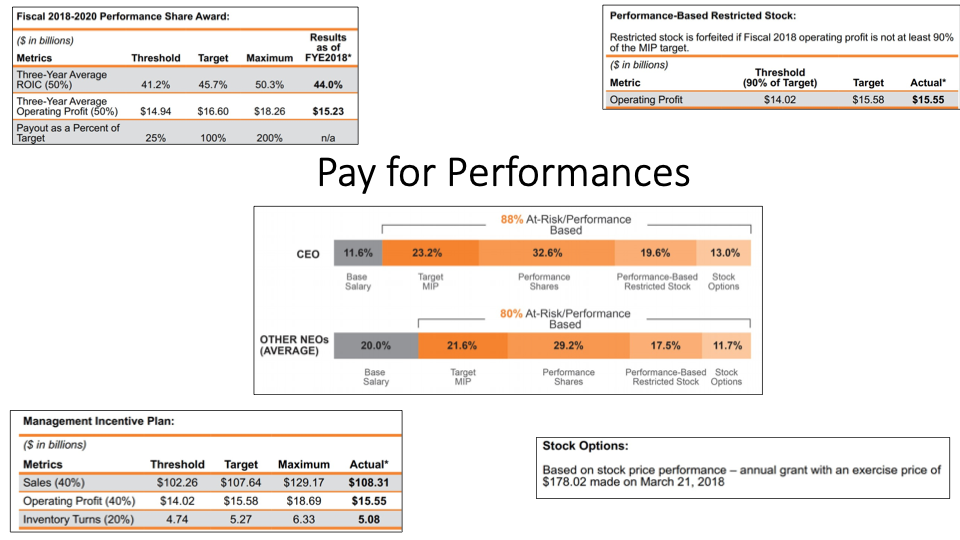 Fiscal 2018-2020 Performance Share Award:
($ in billions)
Metrics Threshold Target Maximum Results as of FYE2018*
Three-Year Average
ROIC (50%) 41.2% 45.7% 50.3% 44.0%
Three-Year Average
Operating Profit (50%) $14.94 $16.60 $18.26 $15.23
Payout as a Percent of
Target 25% 100% 200% n/a
Performance-Based Restricted Stock:
Restricted stock is forfeited if Fiscal 2018 operating profit is not at least 90%
of the MIP target.
($ in billions)
Metric Threshold (90% of Target) Target Actual*
Operating Profit $14.02 $15.58 $15.55
Pay for Performances
88% At-Risk/Performance
Based
CEO 11.6% 23.2% 32.6% 19.6% 13.0%
Base Salary Target MIP Performance Shares Performance-Based Restricted Stock Stock Options
80% At-Risk/Performance
Based
OTHER NEOs
(AVERAGE) 20.0% 21.6% 29.2% 17.5% 11.7%
Base Salary Target MIP Performance Shares Performance-Based Restricted Stock Stock Options
Management Incentive Plan:
($ in billions)
Metrics Threshold Target Maximum Actual*
Sales (40%) $102.26 $107.64 $129.17 $108.31
Operating Profit (40%) $14.02 $15.58 $18.69 $15.55
Inventory Turns (20%) 4.74 5.27 6.33 5.08
Stock Options:
Based on stock price performance – annual grant with an exercise price of
$178.02 made on March 21, 2018